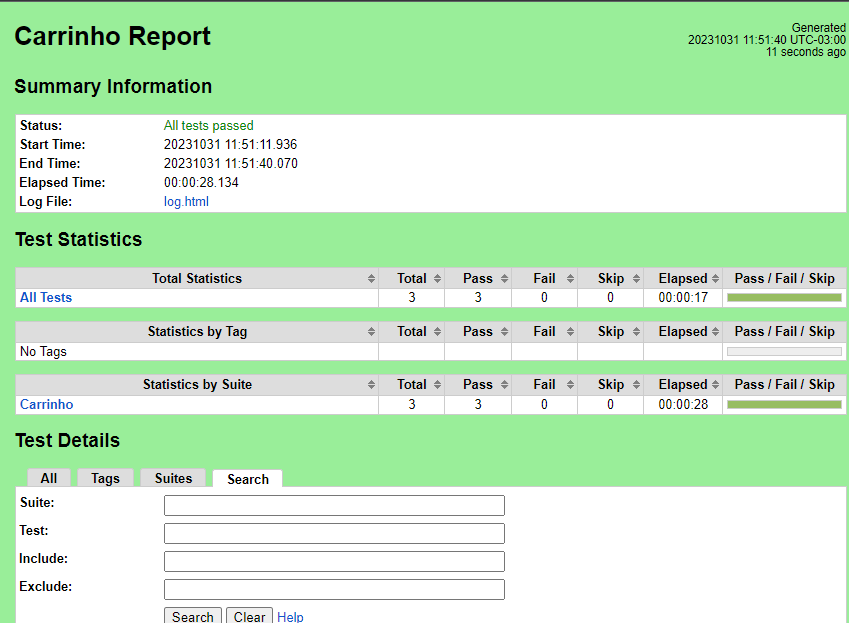 Carrinho Report
Generated
20231031 11:51:40 UTC-03:00
11 seconds ago
Summary Information
Status: All tests passed
Start Time: 20231031 11:51:11.936
End Time: 20231031 11:51:40.070
Elapsed Time: 00:00:28.134
Log File: log.html
Test Statistics
Total Statistics Total Pass Fail Skip Elapsed Pass / Fail / Skip
All Tests 3 3 0 0 00:00:17
Statistics by Tag Total Pass Fail Skip Elapsed Pass / Fail / Skip
No Tags
Statistics by Suite Total Pass Fail Skip Elapsed Pass / Fail / Skip
Carrinho 3 3 0 0 00:00:28
Test Details
All Tags Suites Search
Suite:
Test:
Include:
Exclude:
Search Clear Help